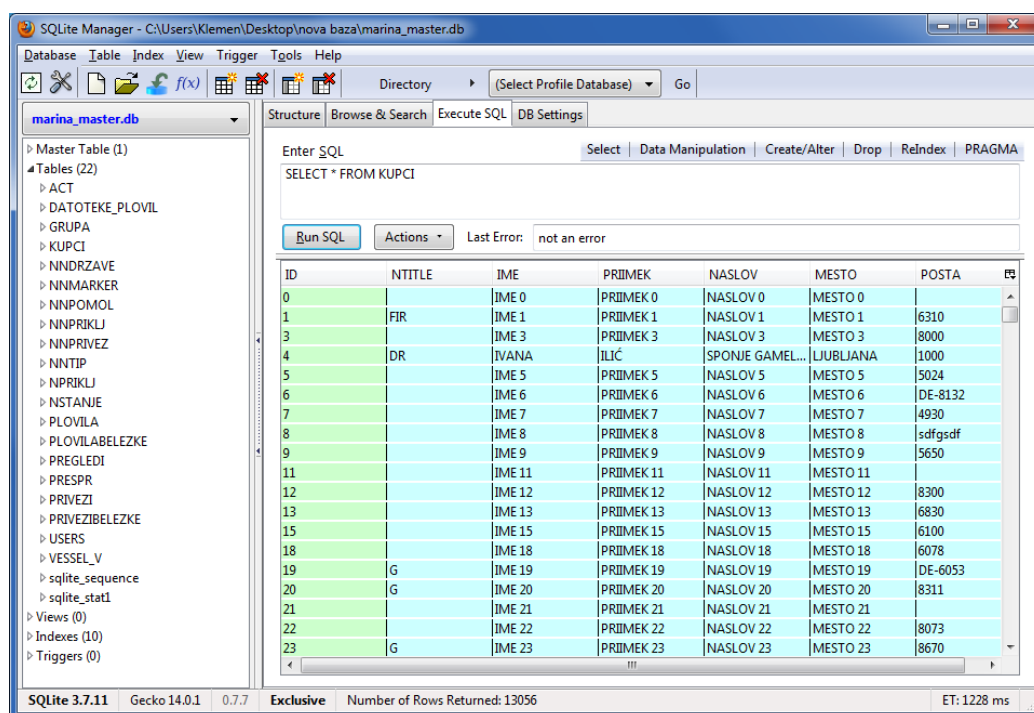 SQLite Manager - C:\Users\Klemen\Desktop\nova baza\marina_master.db
Database Table Index View Trigger Tools Help
f(x) Directory (Select Profile Database) Go
marina_master.db
Master Table (1)
Tables (22)
ACT
DATOTEKE_PLOVIL
GRUPA
KUPCI
NNDRZAVE
NNMARKER
NNPOMOL
NNPRIKLJ
NNPRIVEZ
NNTIP
NPRIKLJ
NSTANJE
PLOVILA
PLOVILABELEZKE
PREGLEDI
PRESPR
PRIVEZI
PRIVEZIBELEZKE
USERS
VESSEL_V
sqlite_sequence
sqlite_stat1
Views (0)
Indexes (10)
Triggers (0)
Structure Browse & Search Execute SQL DB Settings
Enter SQL Select Data Manipulation Create/Alter Drop ReIndex PRAGMA
SELECT * FROM KUPCI
Run SQL Actions Last Error: not an error
ID NTITLE IME PRIIMEK NASLOV MESTO POSTA
0 IME 0 PRIIMEK 0 NASLOV 0 MESTO 0
1 FIR IME 1 PRIIMEK 1 NASLOV 1 MESTO 1 6310
3 IME 3 PRIIMEK 3 NASLOV 3 MESTO 3 8000
4 DR IVANA ILIĆ SPONJE GAMEL... LJUBLJANA 1000
5 IME 5 PRIIMEK 5 NASLOV 5 MESTO 5 5024
6 IME 6 PRIIMEK 6 NASLOV 6 MESTO 6 DE-8132
7 IME 7 PRIIMEK 7 NASLOV 7 MESTO 7 4930
8 IME 8 PRIIMEK 8 NASLOV 8 MESTO 8 sdfgsdf
9 IME 9 PRIIMEK 9 NASLOV 9 MESTO 9 5650
11 IME 11 PRIIMEK 11 NASLOV 11 MESTO 11
12 IME 12 PRIIMEK 12 NASLOV 12 MESTO 12 8300
13 IME 13 PRIIMEK 13 NASLOV 13 MESTO 13 6830
15 IME 15 PRIIMEK 15 NASLOV 15 MESTO 15 6100
18 IME 18 PRIIMEK 18 NASLOV 18 MESTO 18 6078
19 G IME 19 PRIIMEK 19 NASLOV 19 MESTO 19 DE-6053
20 G IME 20 PRIIMEK 20 NASLOV 20 MESTO 20 8311
21 IME 21 PRIIMEK 21 NASLOV 21 MESTO 21
22 IME 22 PRIIMEK 22 NASLOV 22 MESTO 22 8073
23 G IME 23 PRIIMEK 23 NASLOV 23 MESTO 23 8670
SQLite 3.7.11 Gecko 14.0.1 0.7.7 Exclusive Number of Rows Returned: 13056 ET: 1228 ms